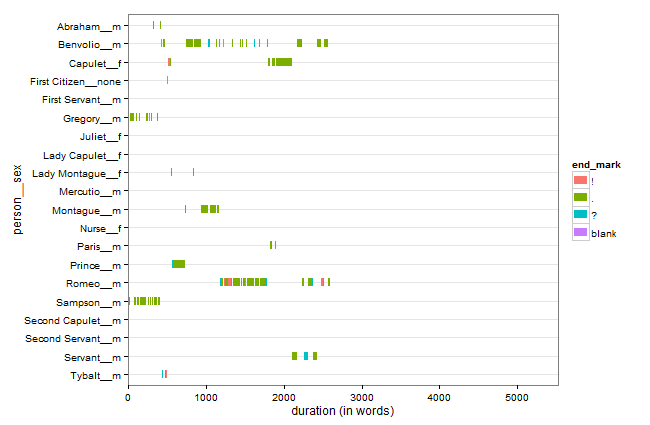 Abraham__m
Benvolio__m
Capulet__f
First Citizen__none
First Servant__m
Gregory__m
Juliet__f
Lady Capulet__f
Lady Montague__f
Mercutio__m
Montague__m
Nurse__f
Paris__m
Prince__m
Romeo__m
Sampson__m
Second Capulet__m
Second Servant__m
Servant__m
Tybalt__m
person__sex
0 1000 2000 3000 4000 5000
duration (in words)
end_mark
!
.
?
blank